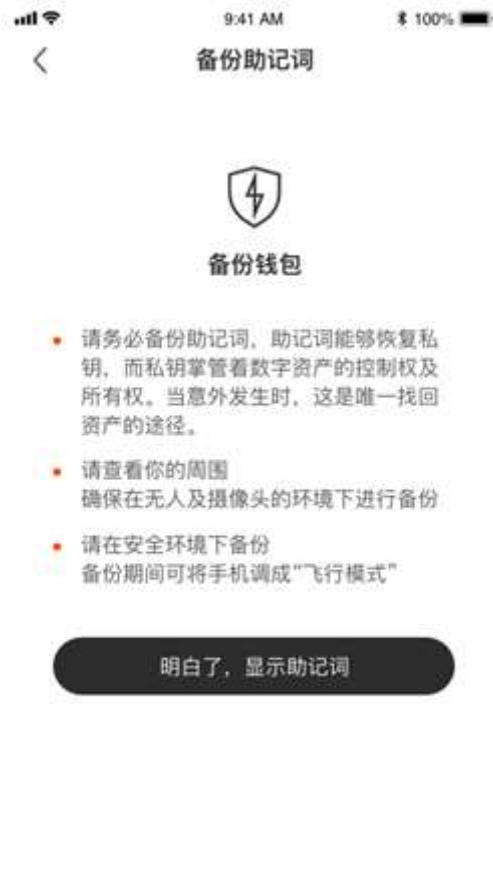 9:41 AM
100%
备份助记词
备份钱包
请务必备份助记词，助记词能够恢复私
钥，而私钥掌管着数字资产的控制权及
所有权。当意外发生时，这是唯一找回
资产的途径。
请查看你的周围
确保在无人及摄像头的环境下进行备份
请在安全环境下备份
备份期间可将手机调成“飞行模式”
明白了，显示助记词